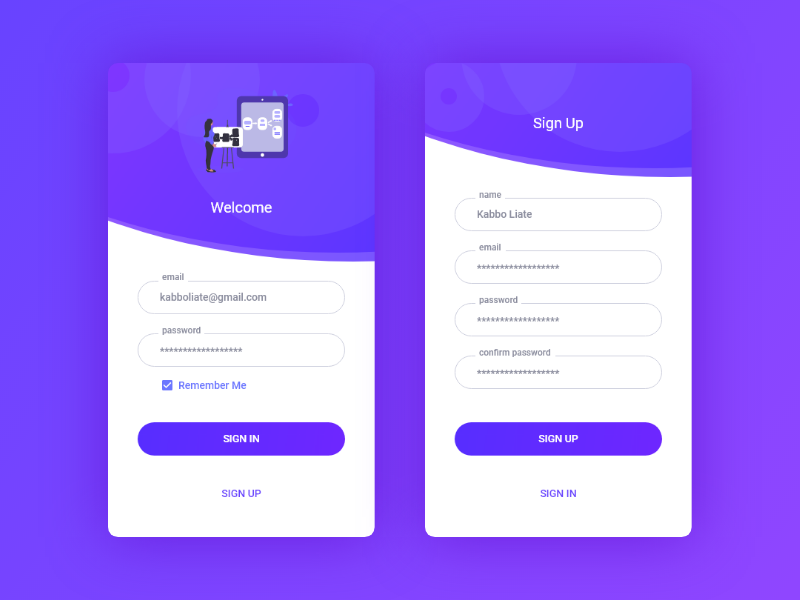 Welcome
email
kabboliate@gmail.com
password
******************
Remember Me
SIGN IN
SIGN UP
Sign Up
name
Kabbo Liate
email
******************
password
******************
confirm password
******************
SIGN UP
SIGN IN